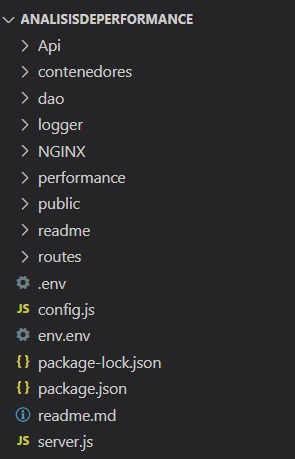 ANALISISDEPERFORMANCE
Api
contenedores
dao
logger
NGINX
performance
public
readme
routes
.env
JS config.js
env.env
{} package-lock.json
{} package.json
readme.md
JS server.js